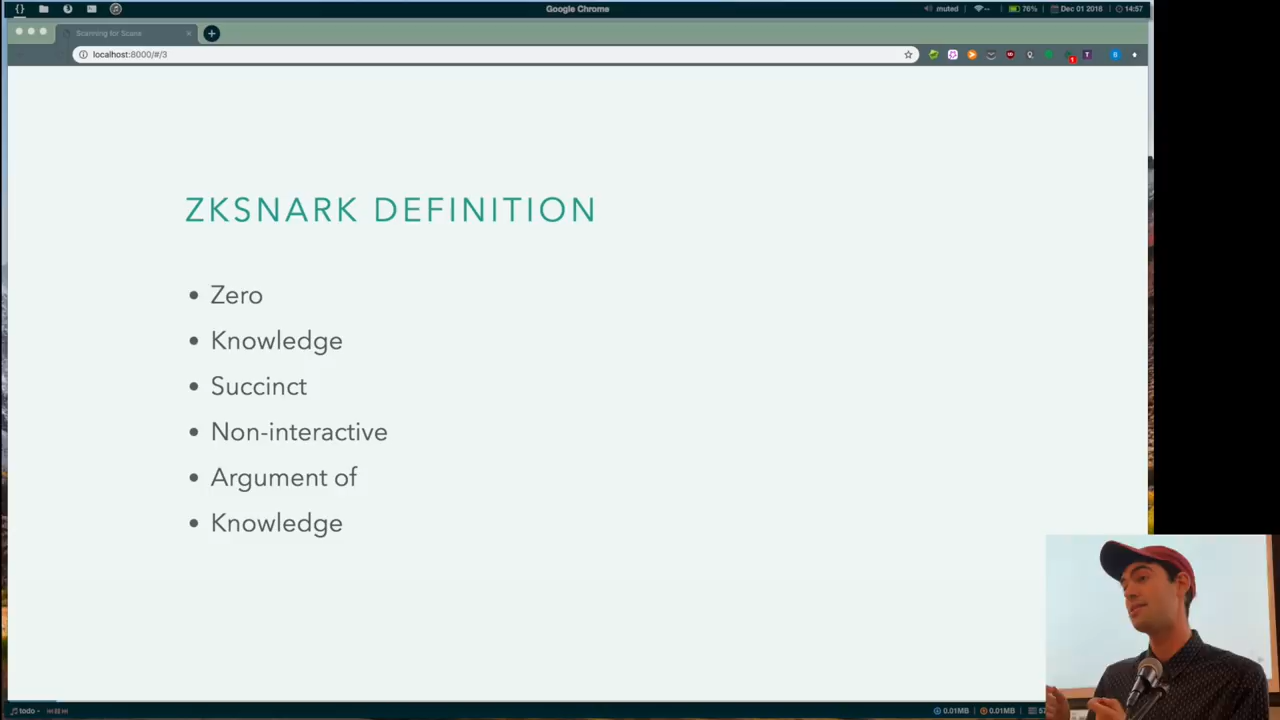 {}
Google Chrome
muted
76%
Dec 01 2018
14:57
Scanning for Scans
localhost:8000/#/3
1
T
ZKSNARK DEFINITION
• Zero
• Knowledge
• Succinct
• Non-interactive
• Argument of
• Knowledge
todo
0.01MB
0.01MB